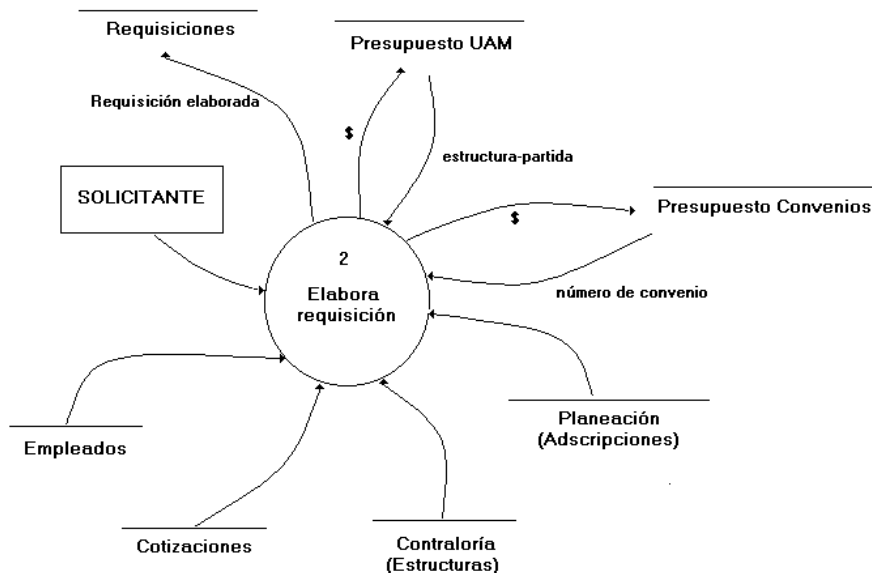 Requisiciones
Presupuesto UAM
Requisición elaborada
$
estructura-partida
SOLICITANTE
Presupuesto Convenios
$
2
Elabora
requisición
número de convenio
Planeación
(Adscripciones)
Empleados
Cotizaciones
Contraloría
(Estructuras)